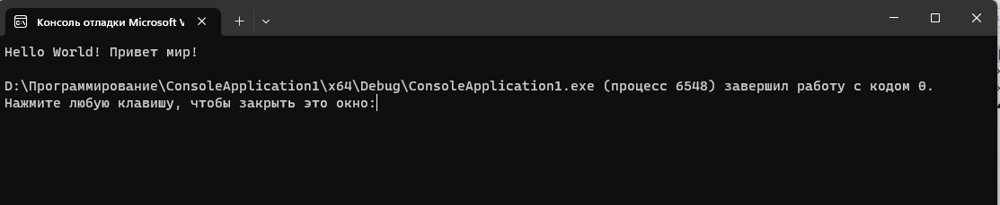 Консоль отладки Microsoft V
Hello World! Привет мир!
D:\Программирование\ConsoleApplication1\x64\Debug\ConsoleApplication1.exe (процесс 6548) завершил работу с кодом 0.
Нажмите любую клавишу, чтобы закрыть это окно: